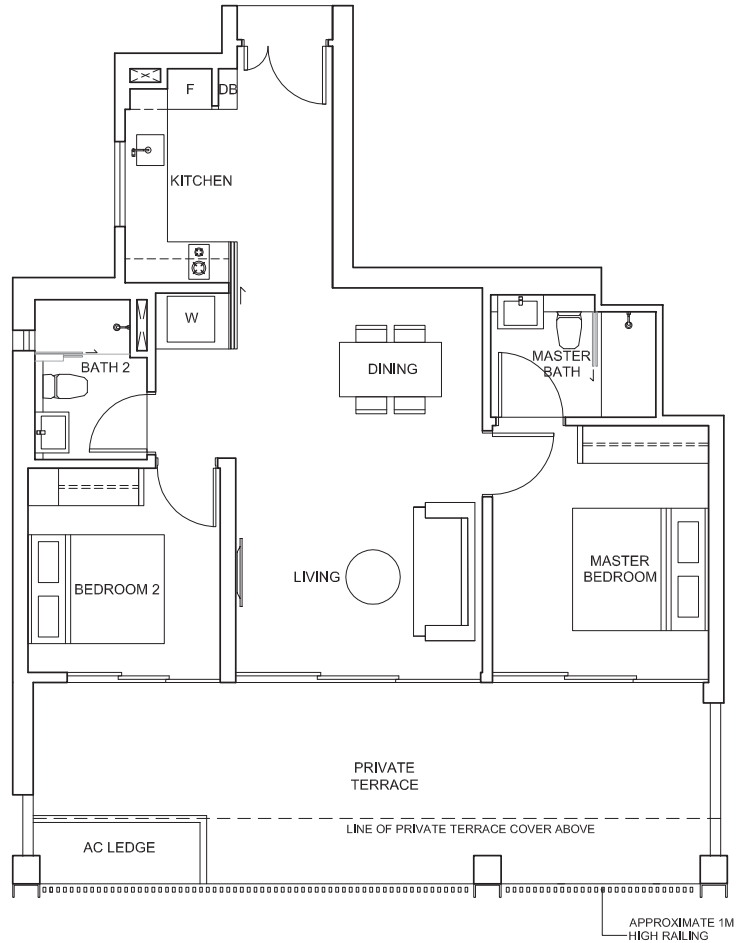 F
DB
KITCHEN
W
BATH 2
DINING
MASTER
BATH
BEDROOM 2
LIVING
MASTER
BEDROOM
PRIVATE
TERRACE
LINE OF PRIVATE TERRACE COVER ABOVE
AC LEDGE
APPROXIMATE 1M
HIGH RAILING